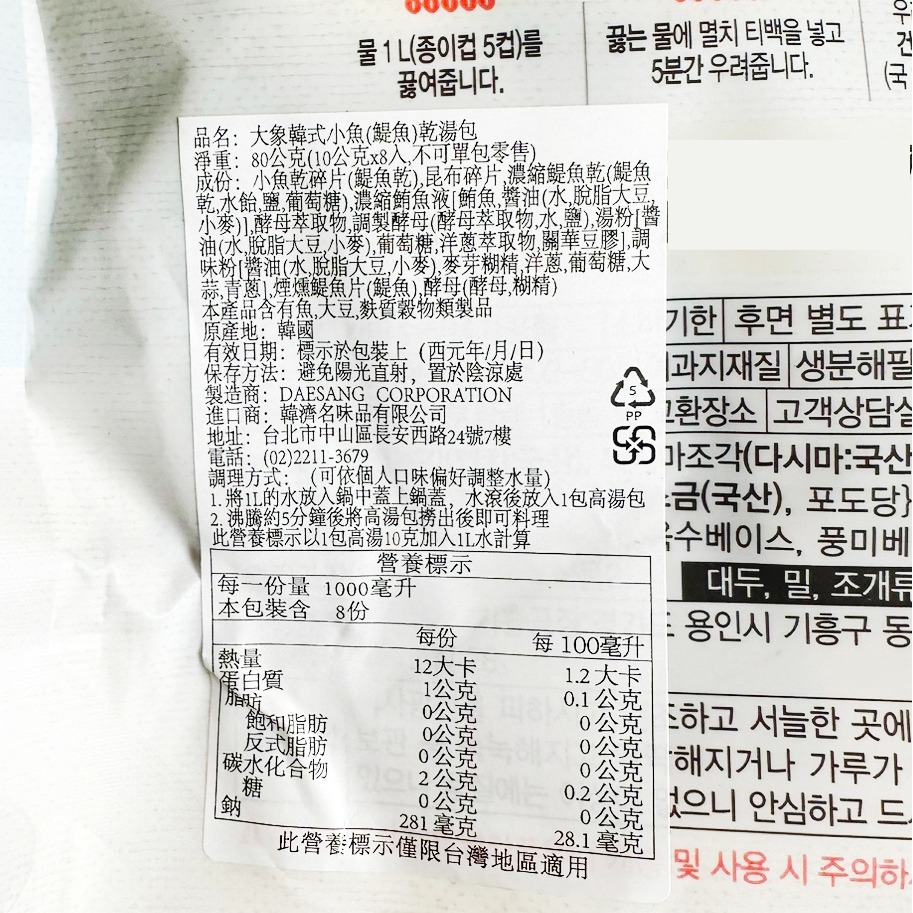 물 1 L(종이컵 5컵)를
끓여줍니다.
끓는 물에 멸치 티백을 넣고
5분간 우려줍니다.
(국
品名: 大象韓式小魚(鯷魚)乾湯包
淨重: 80公克(10公克x8入,不可單包零售)
成份: 小魚乾碎片(鯷魚乾),昆布碎片,濃縮鯷魚乾(鯷魚
乾,水飴,鹽,葡萄糖),濃縮鮪魚液[鮪魚,醬油(水,脫脂大豆,
小麥)],酵母萃取物,調製酵母(酵母萃取物,水,鹽),湯粉[醬
油(水,脫脂大豆,小麥),葡萄糖,洋蔥萃取物,關華豆膠],調
味粉[醬油(水,脫脂大豆,小麥),麥芽糊精,洋蔥,葡萄糖,大
蒜,青蔥],煙燻鯷魚片(鯷魚),酵母(酵母,糊精)
本產品含有魚,大豆,麩質穀物類製品
原產地: 韓國
有效日期: 標示於包裝上 (西元年/月/日)
保存方法: 避免陽光直射, 置於陰涼處
製造商: DAESANG CORPORATION
進口商: 韓濟名味品有限公司
地址: 台北市中山區長安西路24號7樓
電話: (02)2211-3679
調理方式: (可依個人口味偏好調整水量)
1.將1L的水放入鍋中蓋上鍋蓋, 水滾後放入1包高湯包
2.沸騰約5分鐘後將高湯包撈出後即可料理
此營養標示以1包高湯10克加入1L水計算
營養標示
每一份量 1000毫升
本包裝含 8份
每份 每 100毫升
熱量 12大卡 1.2 大卡
蛋白質 1公克 0.1 公克
脂肪 0公克 0 公克
飽和脂肪 0公克 0 公克
反式脂肪 0公克 0 公克
碳水化合物 2 公克 0.2 公克
糖 0 公克 0 公克
鈉 281 毫克 28.1 毫克
此營養標示僅限台灣地區適用
5
PP
기한 후면 별도 표
과지재질 생분해필
환장소 고객상담실
마조각(다시마:국산
금(국산), 포도당}
수베이스, 풍미베
대두, 밀, 조개류
용인시 기흥구 동
하고 서늘한 곳에
해지거나 가루가
으니 안심하고 드
및 사용 시 주의하